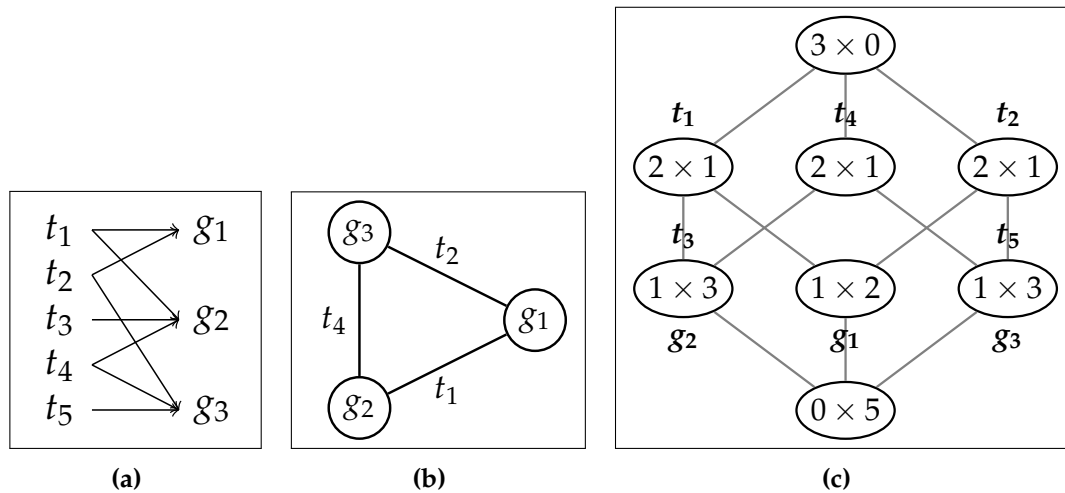 t₁ g₁
t₂
t₃ g₂
t₄
t₅ g₃
(a)
g₃
t₂
t₄ g₁
t₁
g₂
(b)
3 × 0
t₁ t₄ t₂
2 × 1 2 × 1 2 × 1
t₃ t₅
1 × 3 1 × 2 1 × 3
g₂ g₁ g₃
0 × 5
(c)